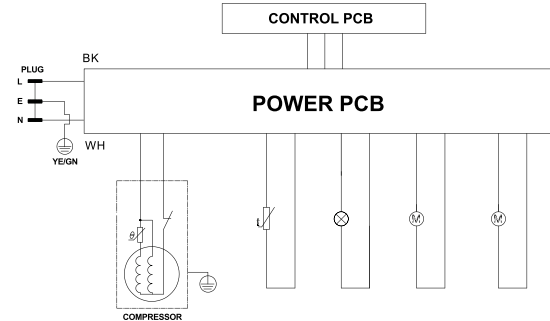 CONTROL PCB
BK
PLUG
L
POWER PCB
E
N
WH
YE/GN
t
M
M
θ
COMPRESSOR